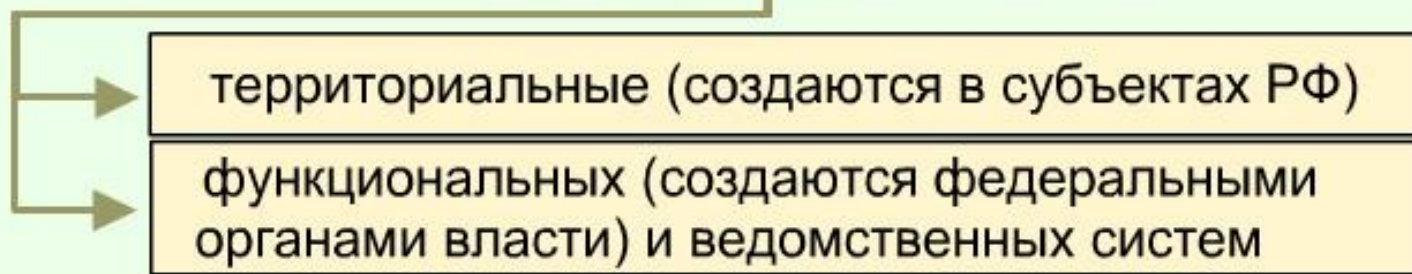 территориальные (создаются в субъектах РФ)
функциональных (создаются федеральными
органами власти) и ведомственных систем